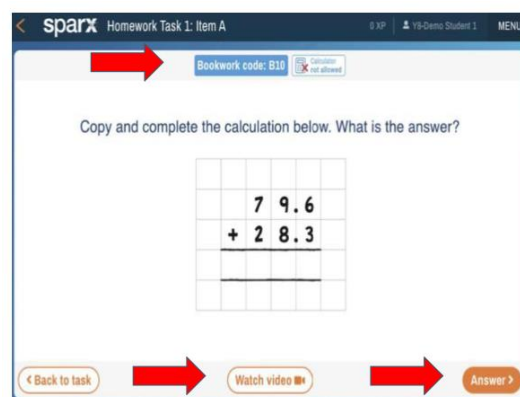 < sparx Homework Task 1: Item A 0 XP Y8-Demo Student 1 MENU
Bookwork code: B10 Calculator not allowed
Copy and complete the calculation below. What is the answer?
7 9.6
+ 2 8.3
< Back to task Watch video Answer >